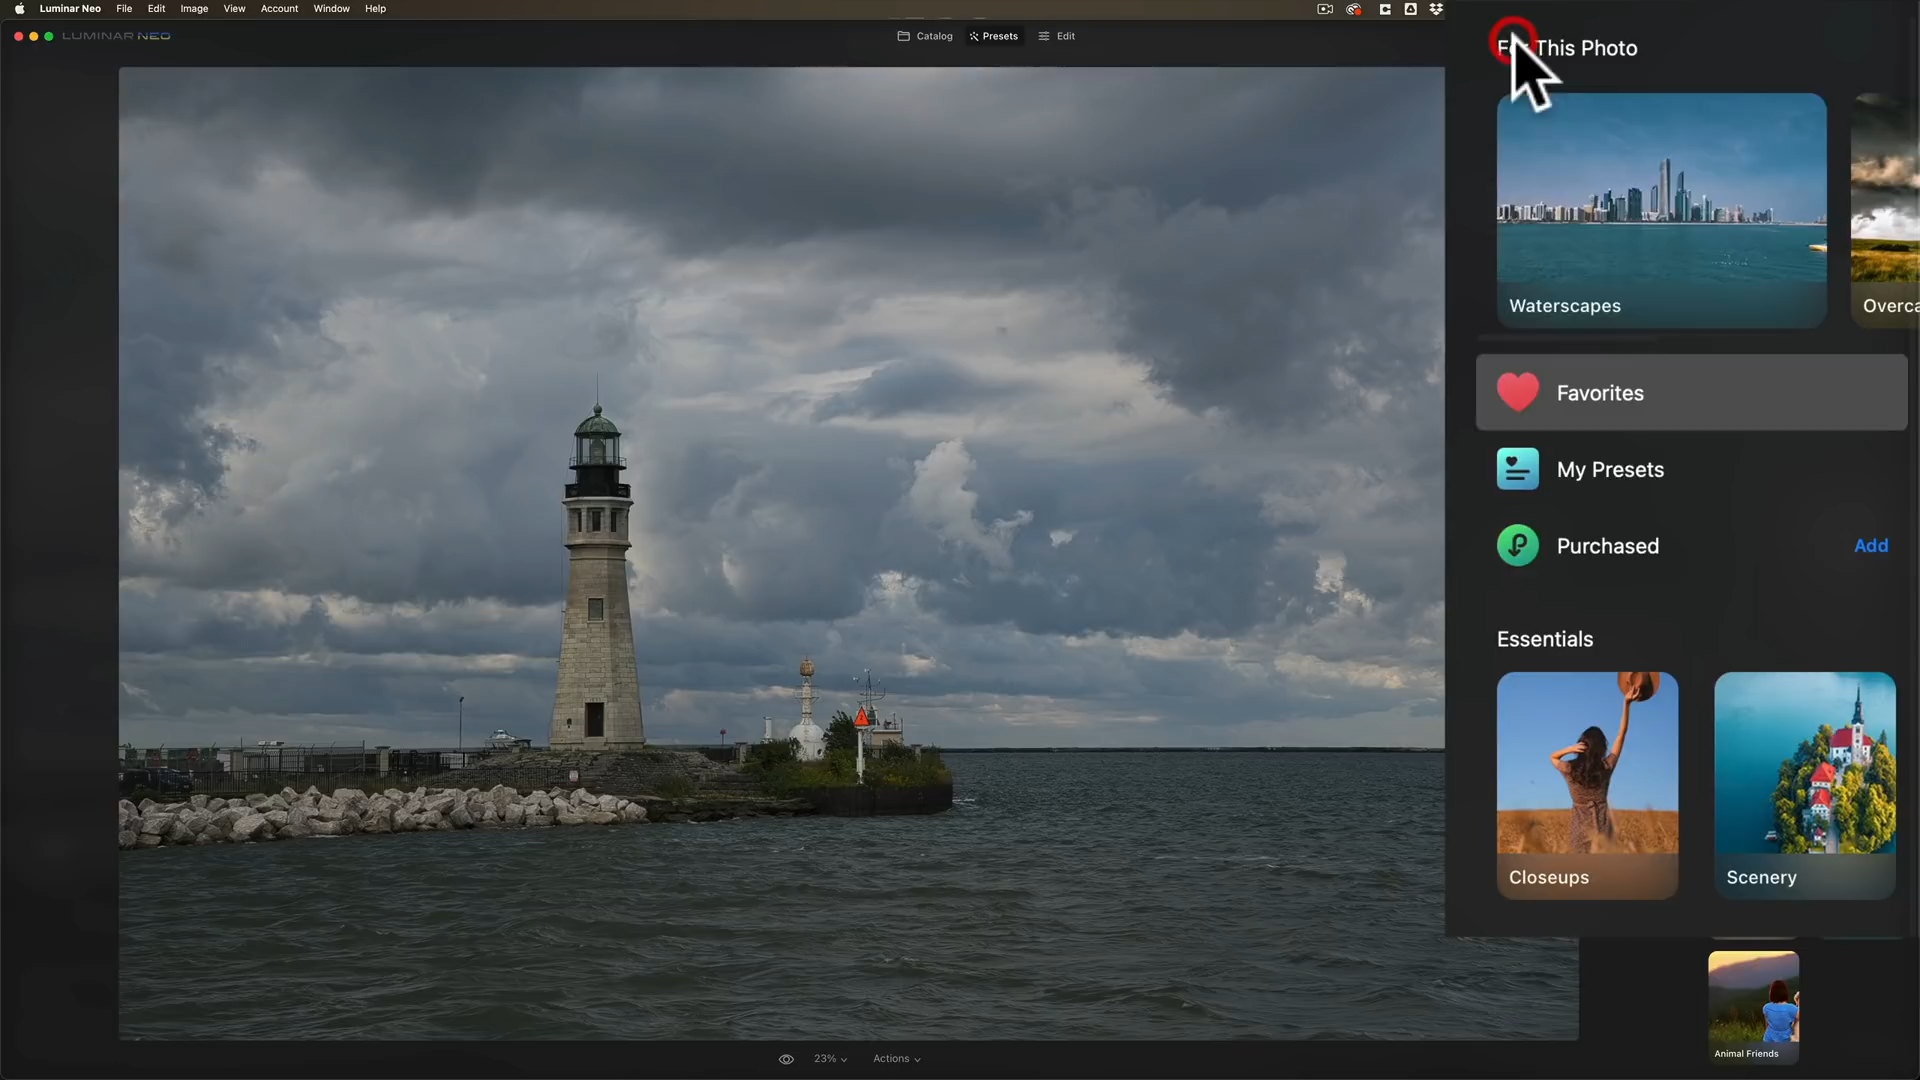 Luminar Neo File Edit Image View Account Window Help
LUMINAR NEO
Catalog Presets Edit
For This Photo
Waterscapes
Overca
Favorites
My Presets
Purchased Add
Essentials
Closeups Scenery
Animal Friends
23% Actions